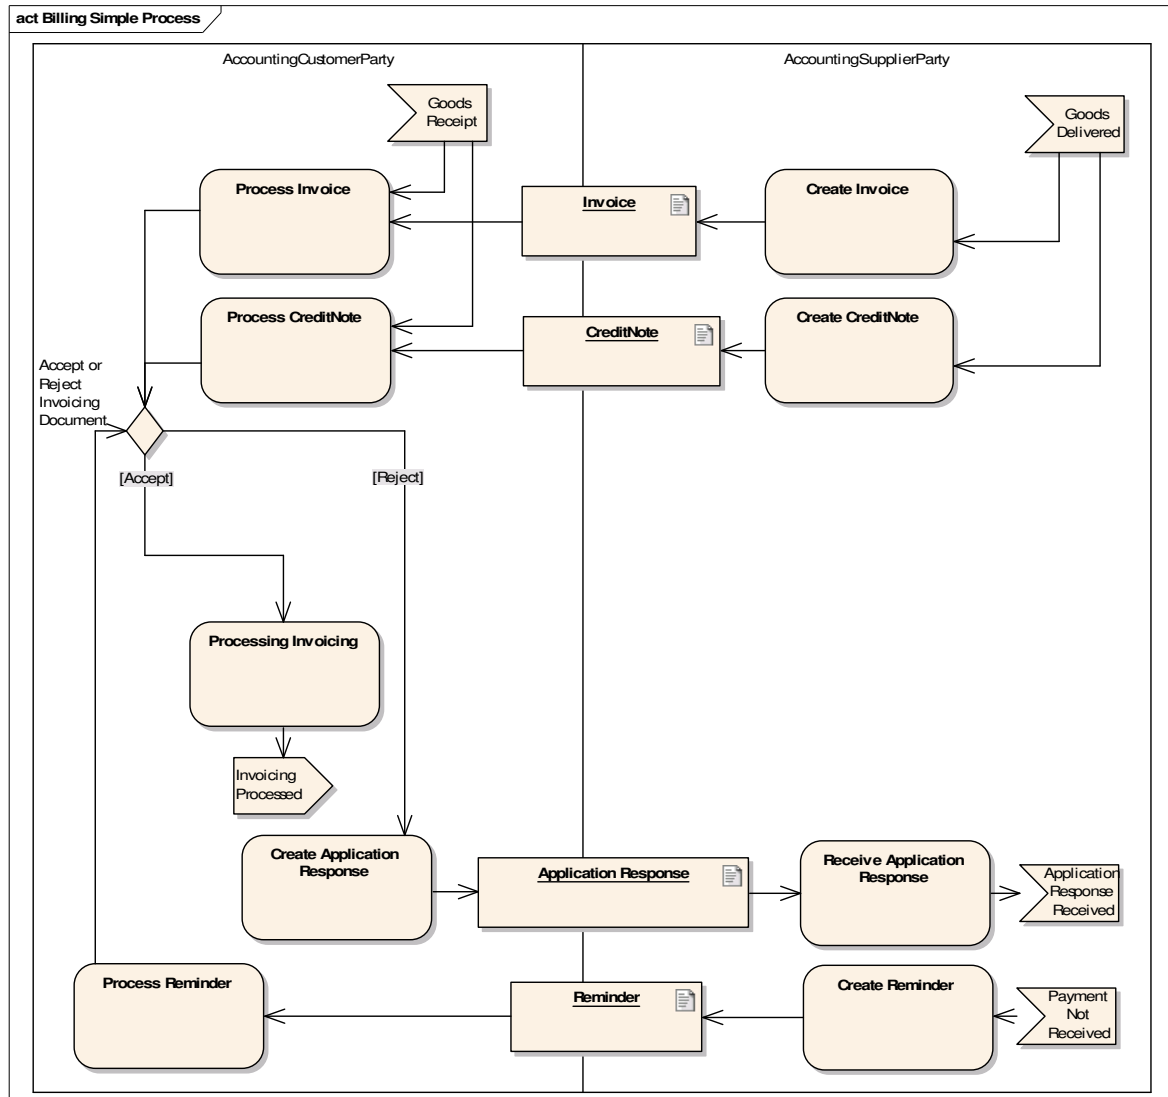 act Billing Simple Process
AccountingCustomerParty
AccountingSupplierParty
Goods
Receipt
Goods
Delivered
Process Invoice
Invoice
Create Invoice
Process CreditNote
CreditNote
Create CreditNote
Accept or
Reject
Invoicing
Document
[Accept]
[Reject]
Processing Invoicing
Invoicing
Processed
Create Application
Response
Application Response
Receive Application
Response
Application
Response
Received
Process Reminder
Reminder
Create Reminder
Payment
Not
Received